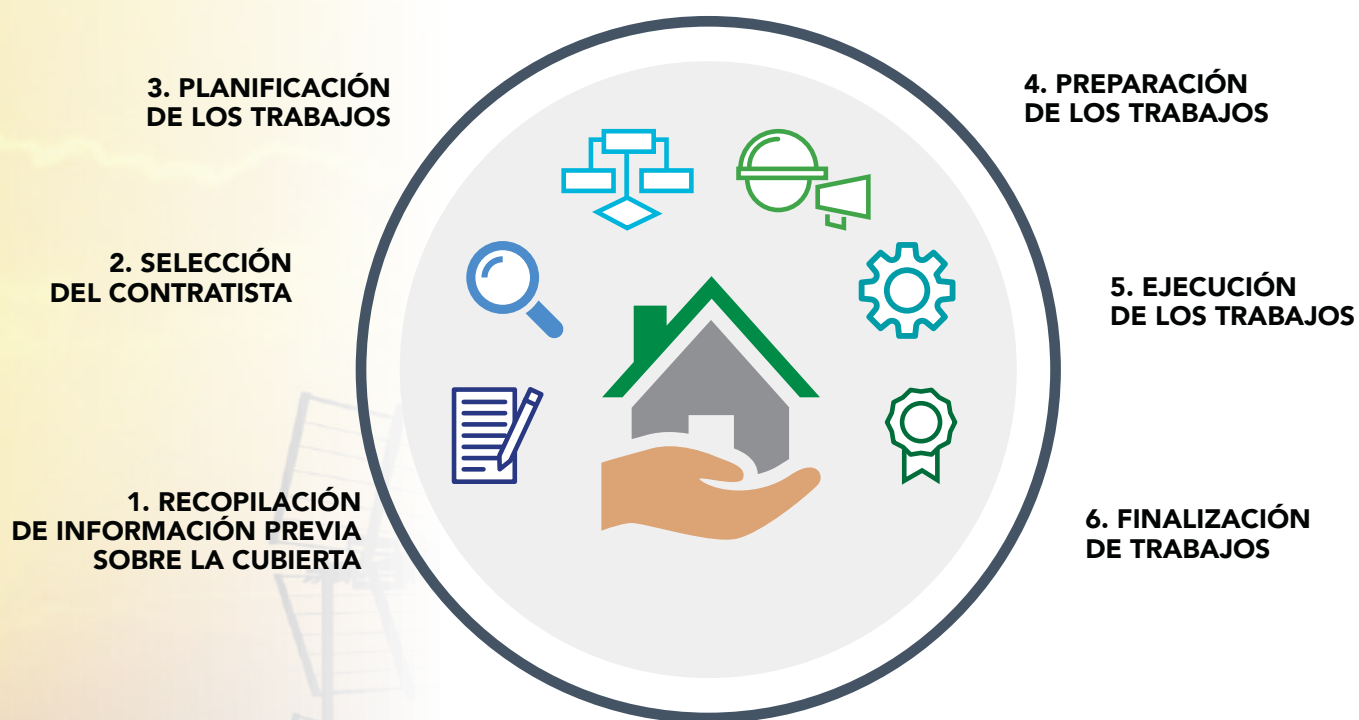 3. PLANIFICACIÓN
DE LOS TRABAJOS
4. PREPARACIÓN
DE LOS TRABAJOS
2. SELECCIÓN
DEL CONTRATISTA
5. EJECUCIÓN
DE LOS TRABAJOS
1. RECOPILACIÓN
DE INFORMACIÓN PREVIA
SOBRE LA CUBIERTA
6. FINALIZACIÓN
DE TRABAJOS